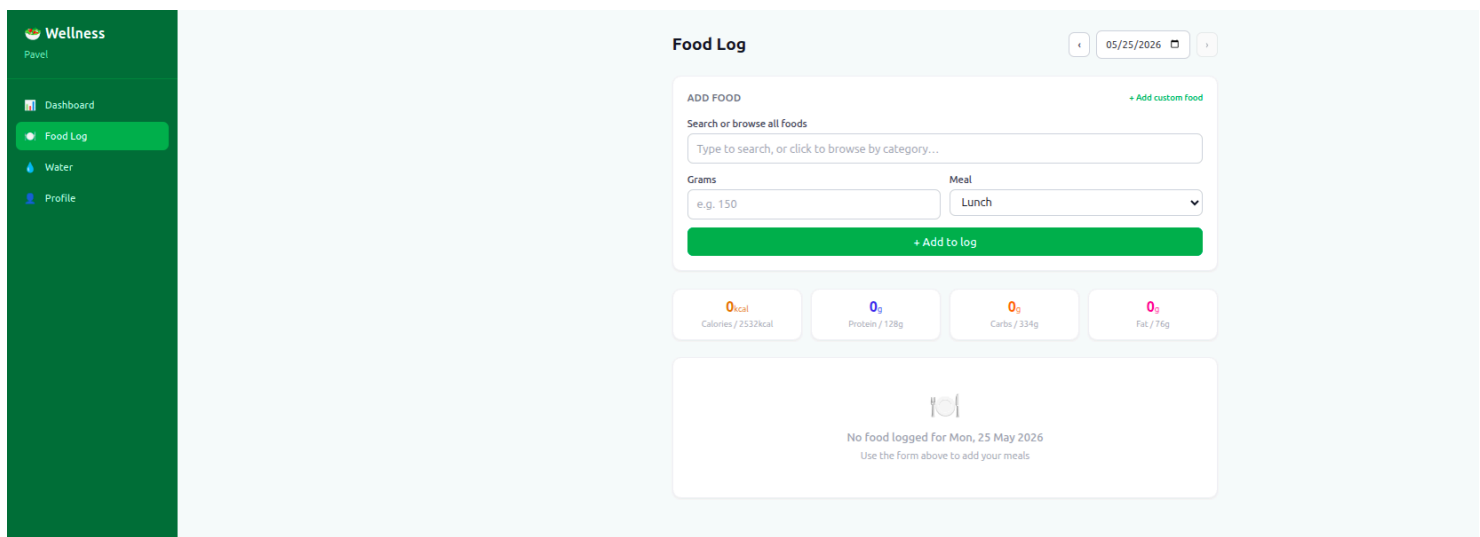 Wellness
Pavel
Dashboard
Food Log
Water
Profile
Food Log
‹ 05/25/2026 ›
ADD FOOD + Add custom food
Search or browse all foods
Type to search, or click to browse by category...
Grams Meal
e.g. 150 Lunch
+ Add to log
0kcal 0g 0g 0g
Calories / 2532kcal Protein / 128g Carbs / 334g Fat / 76g
No food logged for Mon, 25 May 2026
Use the form above to add your meals